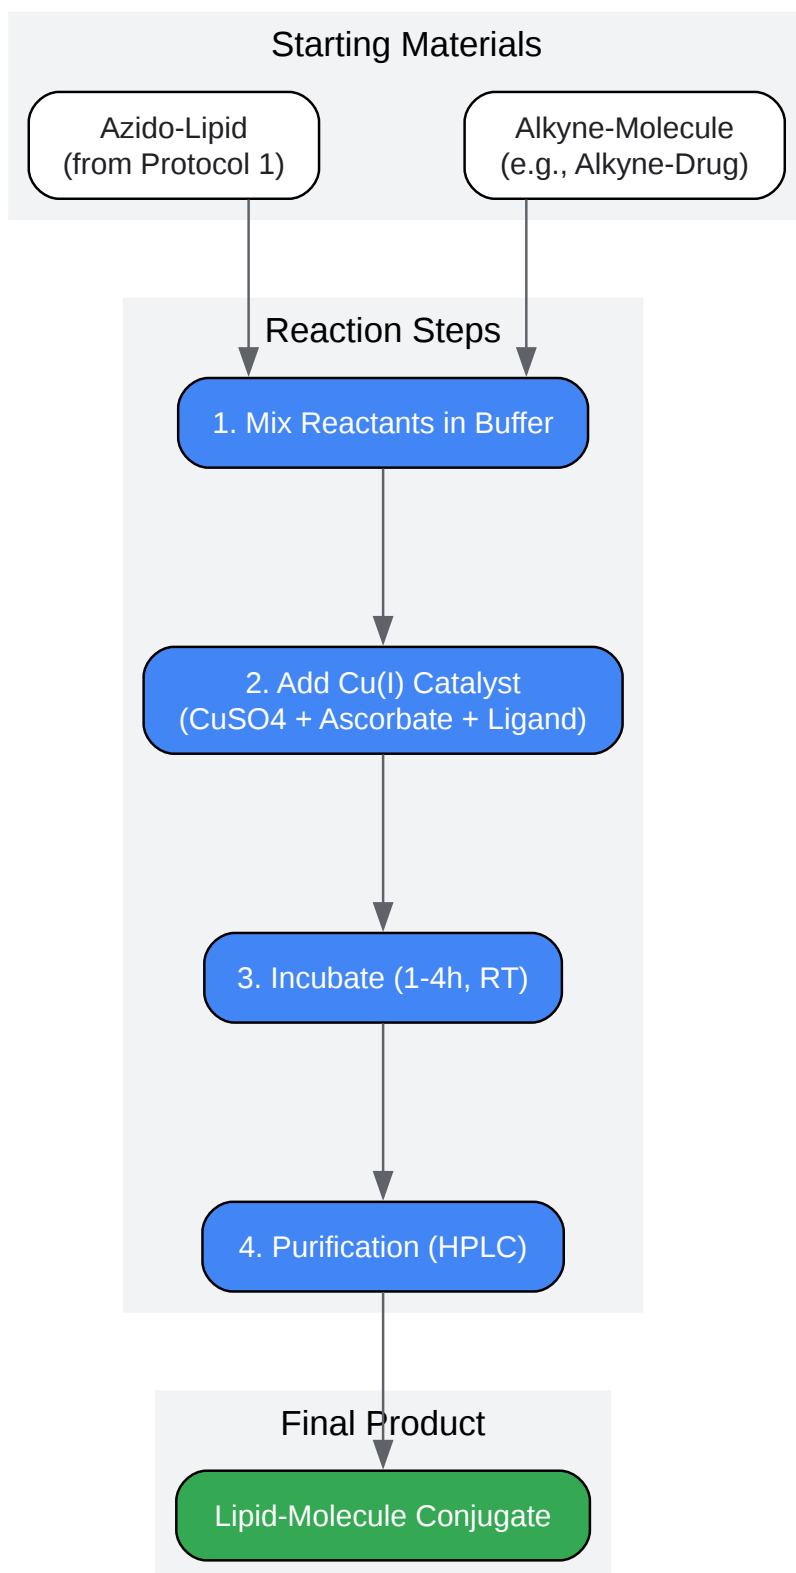 Starting Materials
Azido-Lipid
(from Protocol 1)
Alkyne-Molecule
(e.g., Alkyne-Drug)
Reaction Steps
1. Mix Reactants in Buffer
2. Add Cu(I) Catalyst
(CuSO4 + Ascorbate + Ligand)
3. Incubate (1-4h, RT)
4. Purification (HPLC)
Final Product
Lipid-Molecule Conjugate